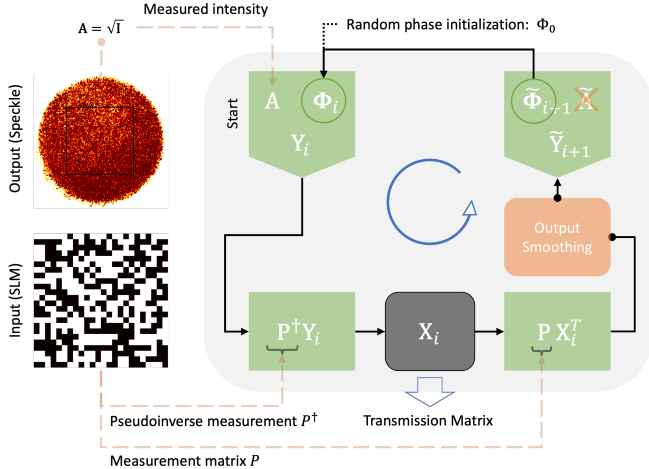 Measured intensity
Random phase initialization: Φ₀
A = √I
Output (Speckle)
Start
A Φᵢ
Yᵢ
Φ̃ᵢ₊₁ Ã
Ỹᵢ₊₁
Output
Smoothing
Input (SLM)
P†Yᵢ
Xᵢ
P Xᵢᵀ
Pseudoinverse measurement P†
Transmission Matrix
Measurement matrix P